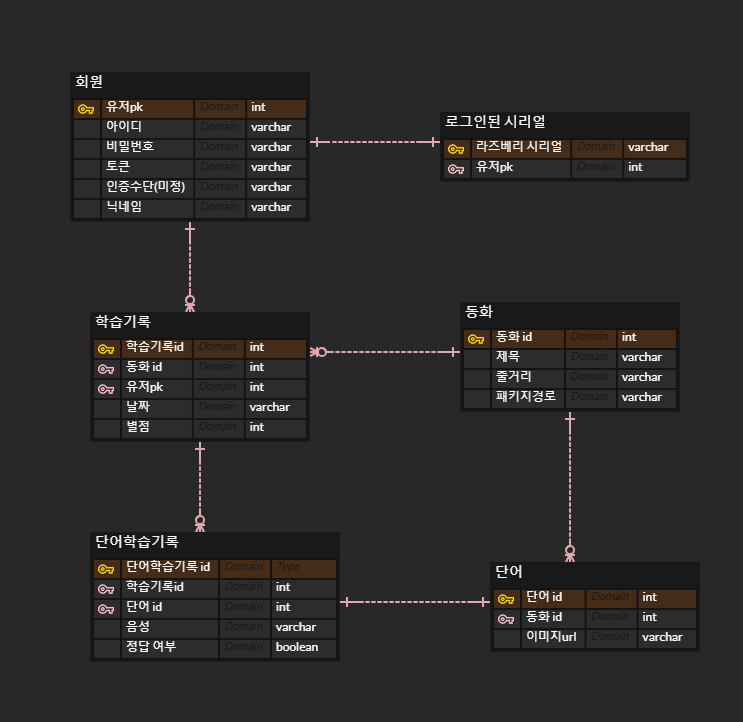 회원
유저pk Domain int
아이디 Domain varchar
비밀번호 Domain varchar
토큰 Domain varchar
인증수단(미정) Domain varchar
닉네임 Domain varchar
로그인된 시리얼
라즈베리 시리얼 Domain varchar
유저pk Domain int
학습기록
학습기록id Domain int
동화 id Domain int
유저pk Domain int
날짜 Domain varchar
별점 Domain int
동화
동화 id Domain int
제목 Domain varchar
줄거리 Domain varchar
패키지경로 Domain varchar
단어학습기록
단어학습기록 id Domain Type
학습기록id Domain int
단어 id Domain int
음성 Domain varchar
정답 여부 Domain boolean
단어
단어 id Domain int
동화 id Domain int
이미지url Domain varchar